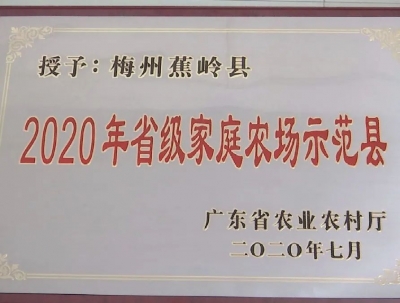 授予：梅州蕉岭县
2020年省级家庭农场示范县
广东省农业农村厅
二〇二〇年七月